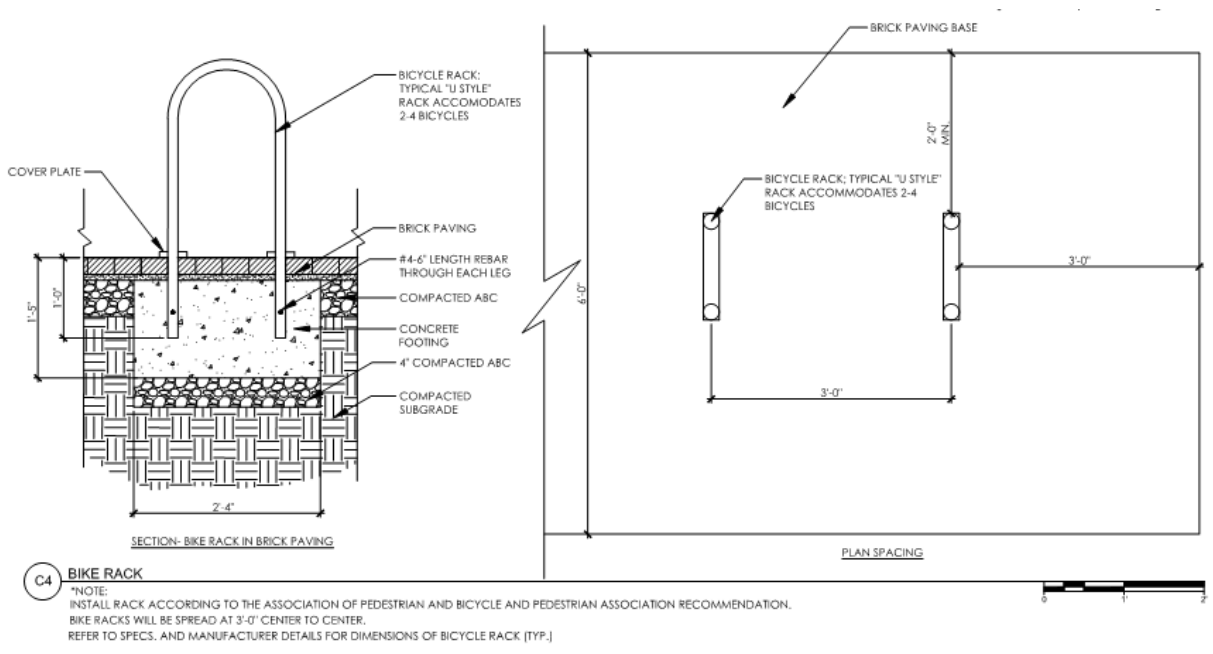 BICYCLE RACK:
TYPICAL "U STYLE"
RACK ACCOMODATES
2-4 BICYCLES
COVER PLATE
BRICK PAVING
#4-6" LENGTH REBAR
THROUGH EACH LEG
COMPACTED ABC
CONCRETE
FOOTING
4" COMPACTED ABC
COMPACTED
SUBGRADE
1'-5"
1'-0"
2'-4"
SECTION- BIKE RACK IN BRICK PAVING
BRICK PAVING BASE
2'-0"
MIN.
BICYCLE RACK; TYPICAL "U STYLE"
RACK ACCOMMODATES 2-4
BICYCLES
6'-0"
3'-0"
3'-0"
PLAN SPACING
C4 BIKE RACK
*NOTE:
INSTALL RACK ACCORDING TO THE ASSOCIATION OF PEDESTRIAN AND BICYCLE AND PEDESTRIAN ASSOCIATION RECOMMENDATION.
BIKE RACKS WILL BE SPREAD AT 3'-0" CENTER TO CENTER.
REFER TO SPECS. AND MANUFACTURER DETAILS FOR DIMENSIONS OF BICYCLE RACK (TYP.)
0 1' 2'